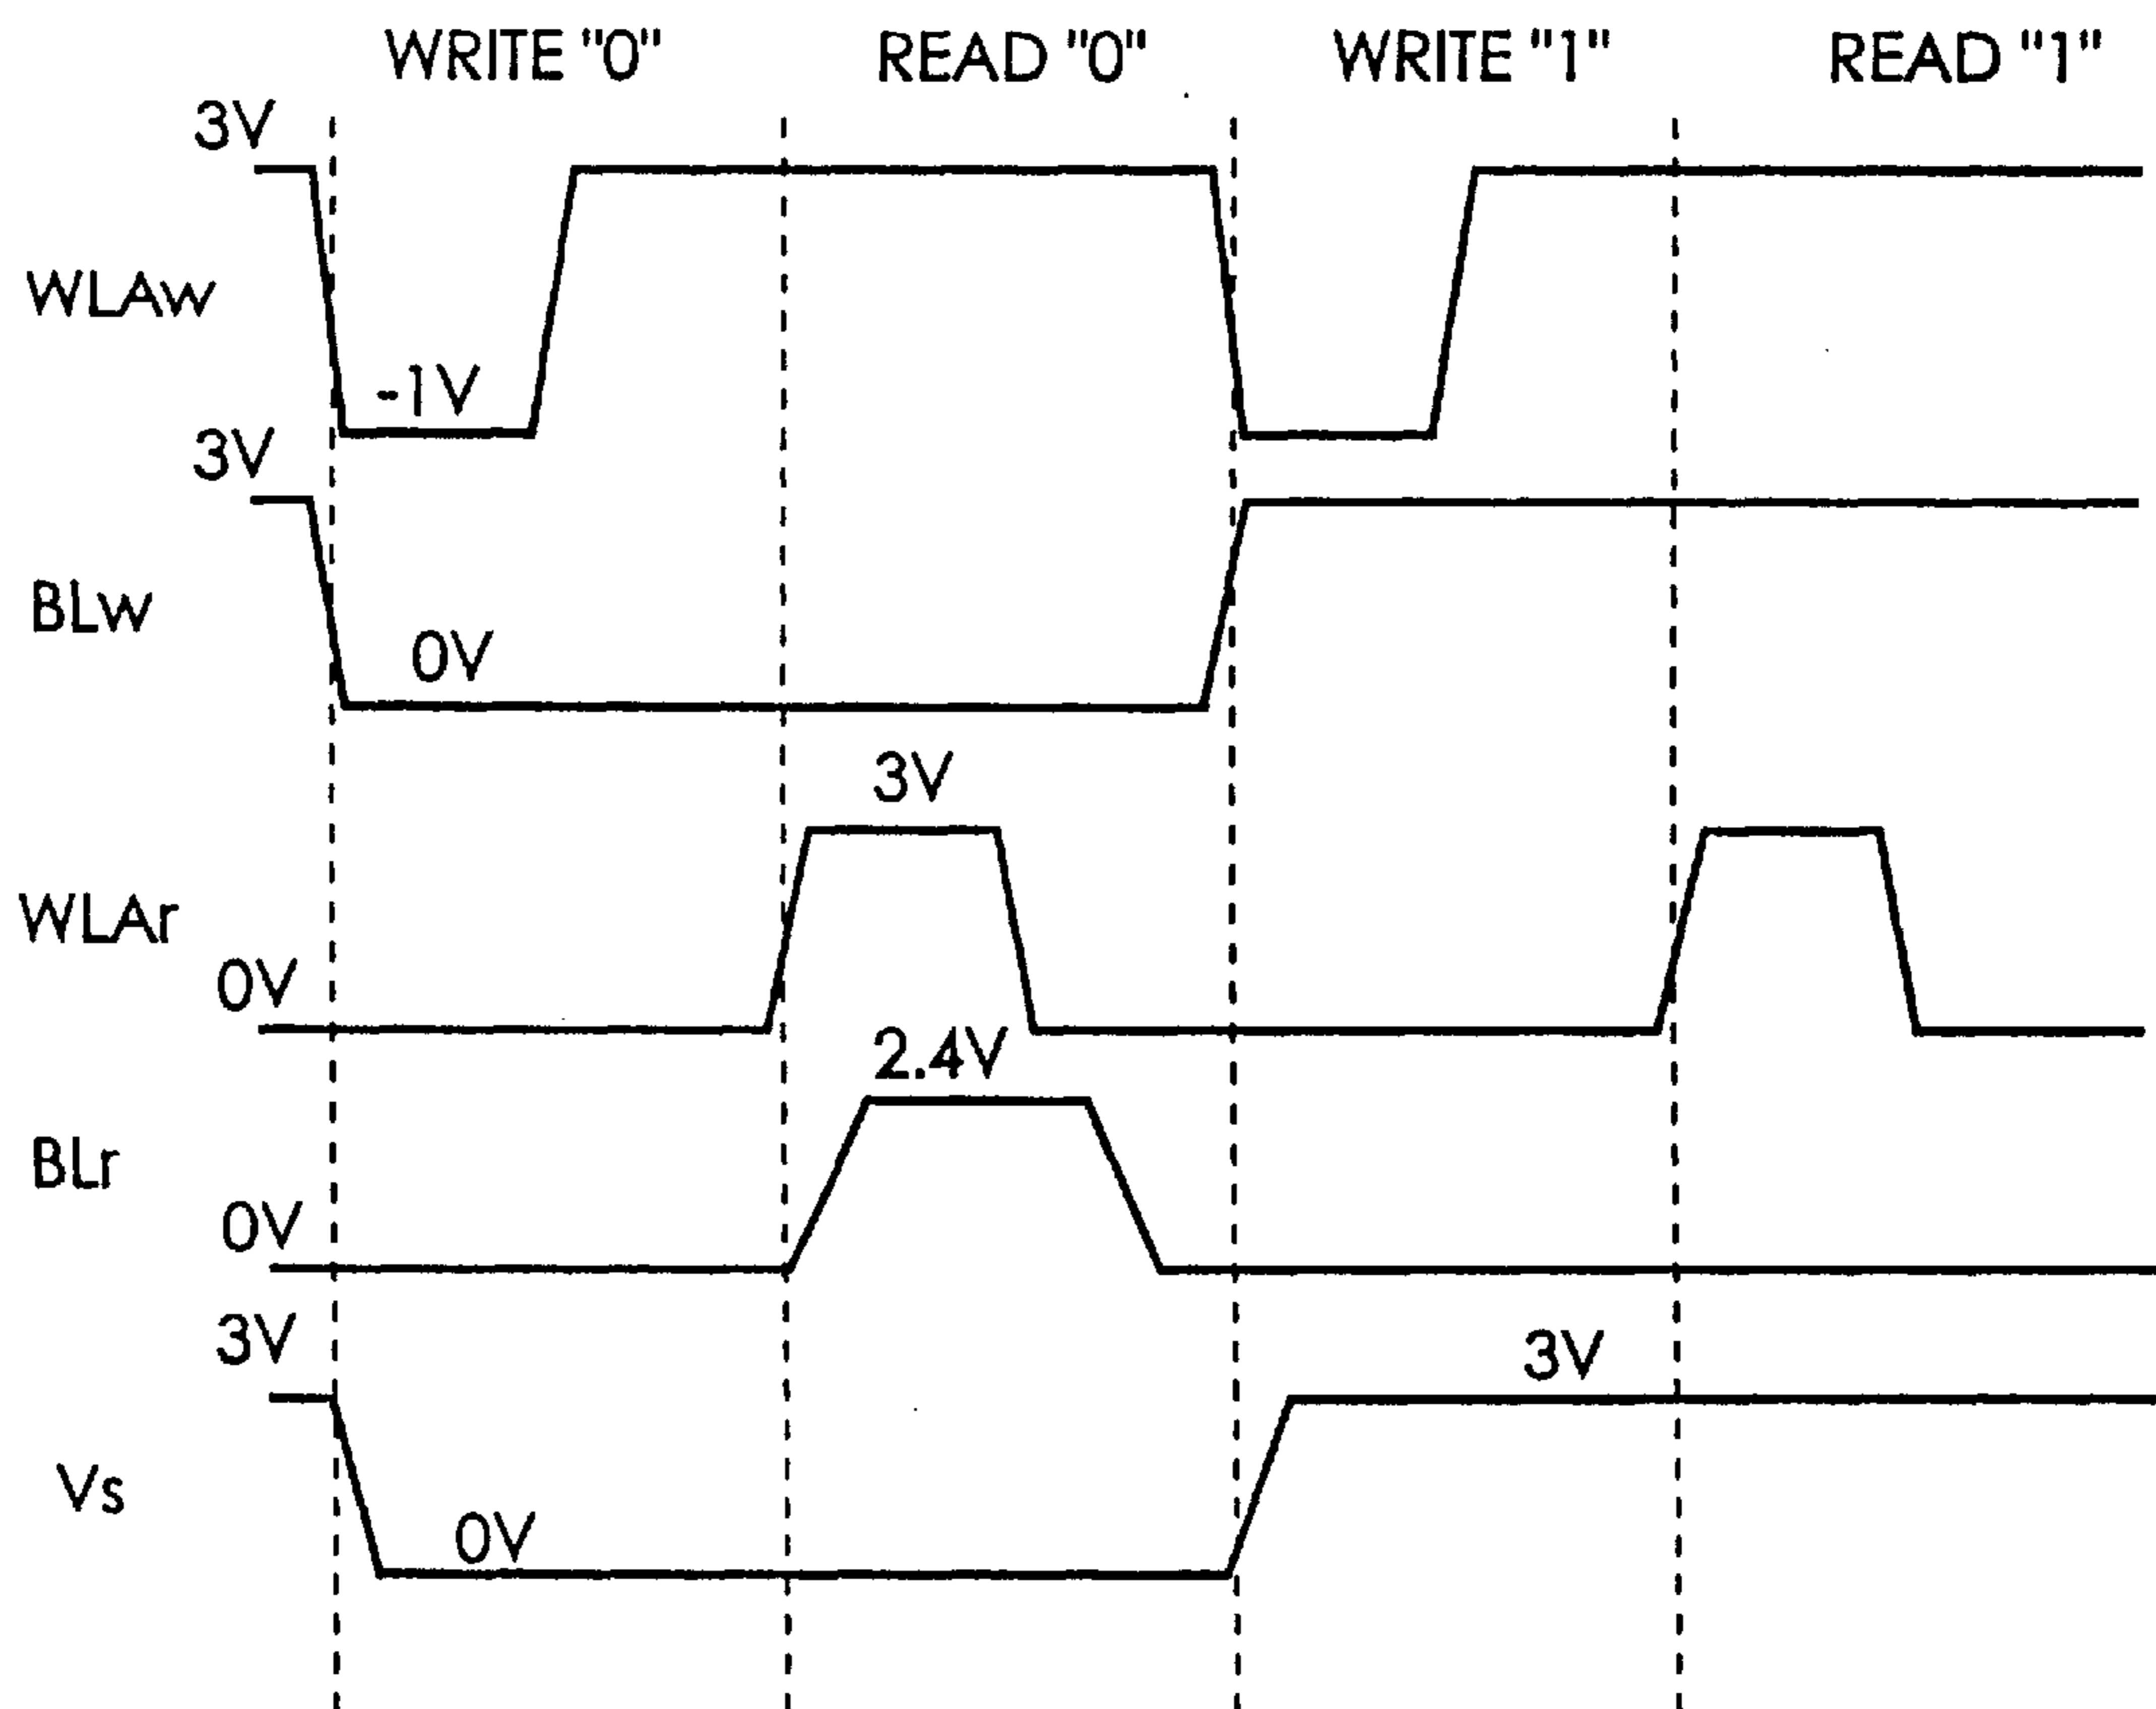 WRITE "0" READ "0" WRITE "1" READ "1"
3V
WLAw
-1V
3V
BLw
0V
3V
WLAr
0V
2.4V
BLr
0V
3V
3V
Vs
0V